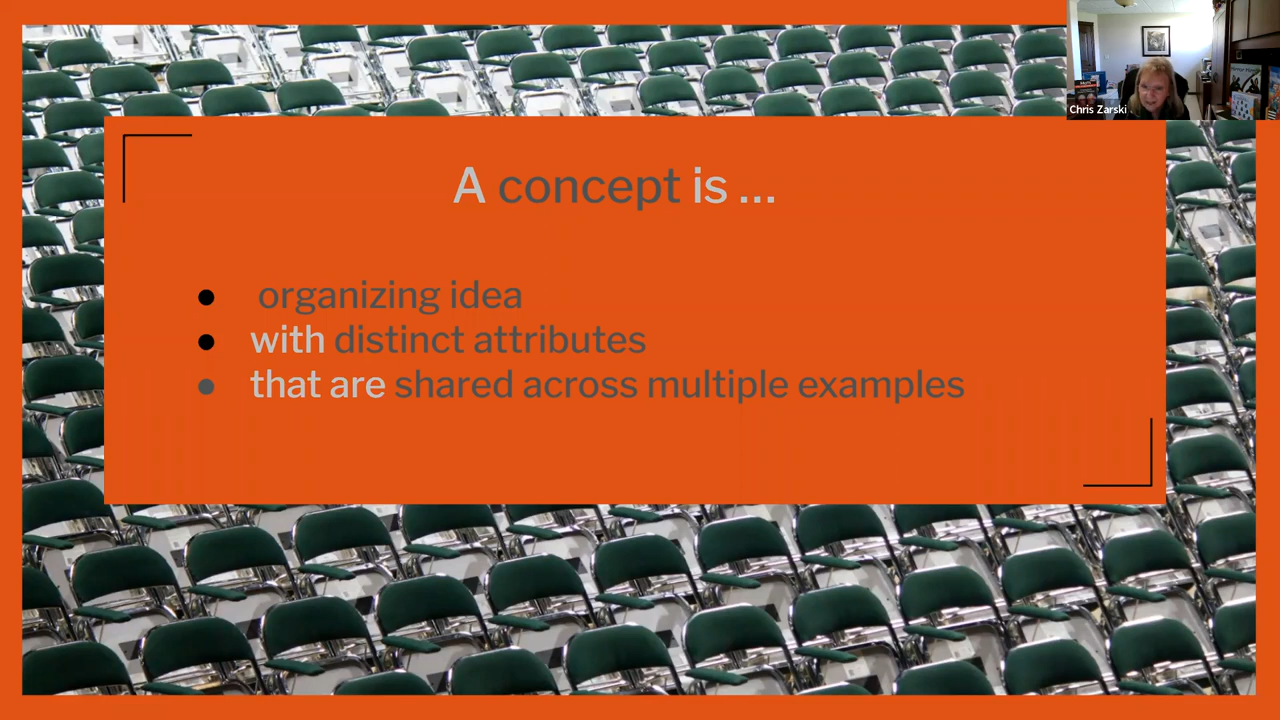 Chris Zarski
A concept is ...
organizing idea
with distinct attributes
that are shared across multiple examples